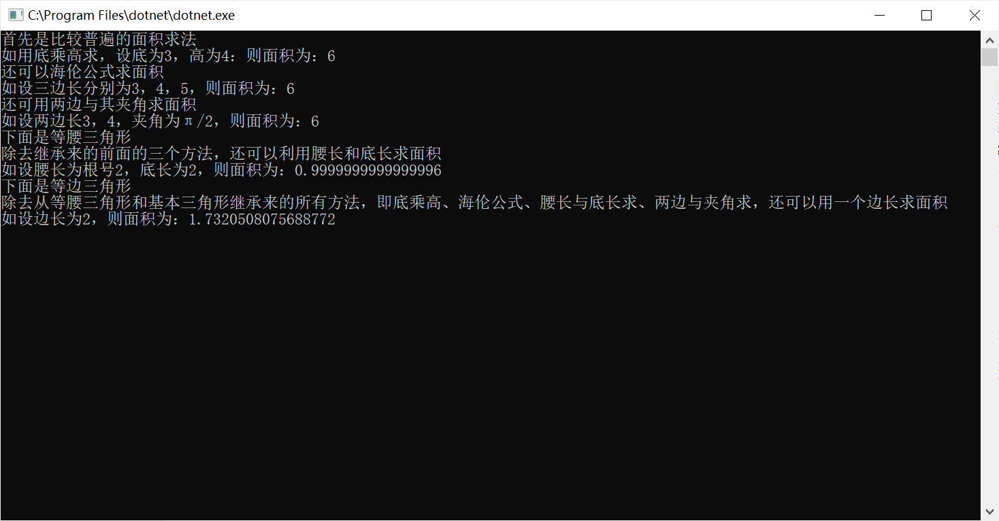 C:\Program Files\dotnet\dotnet.exe
首先是比较普遍的面积求法
如用底乘高求，设底为3，高为4：则面积为：6
还可以海伦公式求面积
如设三边长分别为3，4，5，则面积为：6
还可用两边与其夹角求面积
如设两边长3，4，夹角为π/2，则面积为：6
下面是等腰三角形
除去继承来的前面的三个方法，还可以利用腰长和底长求面积
如设腰长为根号2，底长为2，则面积为：0.9999999999999996
下面是等边三角形
除去从等腰三角形和基本三角形继承来的所有方法，即底乘高、海伦公式、腰长与底长求、两边与夹角求，还可以用一个边长求面积
如设边长为2，则面积为：1.7320508075688772